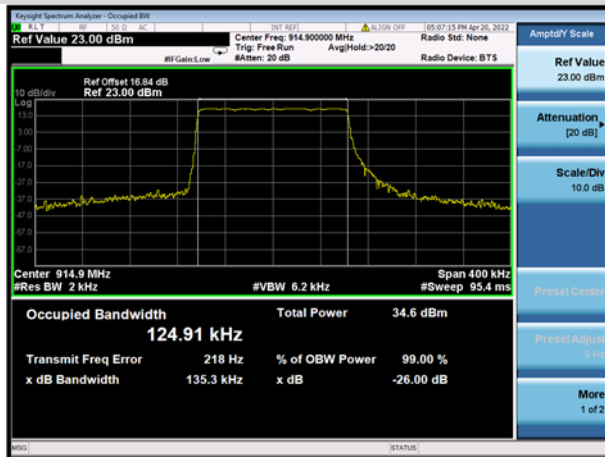 Keysight Spectrum Analyzer - Occupied BW
RLT RF 50 Ω AC INT REF ALIGN OFF 05:07:15 PM Apr 20, 2022
Ref Value 23.00 dBm
Center Freq: 914.900000 MHz
Radio Std: None
Trig: Free Run Avg|Hold:>20/20
#IFGain:Low #Atten: 20 dB Radio Device: BTS
Ref Offset 16.84 dB
10 dB/div Ref 23.00 dBm
Log
13.0
3.00
-7.00
-17.0
-27.0
-37.0
-47.0
-57.0
-67.0
Center 914.9 MHz Span 400 kHz
#Res BW 2 kHz #VBW 6.2 kHz #Sweep 95.4 ms
Occupied Bandwidth Total Power 34.6 dBm
124.91 kHz
Transmit Freq Error 218 Hz % of OBW Power 99.00 %
x dB Bandwidth 135.3 kHz x dB -26.00 dB
MSG STATUS
Amptd/Y Scale
Ref Value
23.00 dBm
Attenuation
[20 dB]
Scale/Div
10.0 dB
Presel Center
Presel Adjust
0 Hz
More
1 of 2